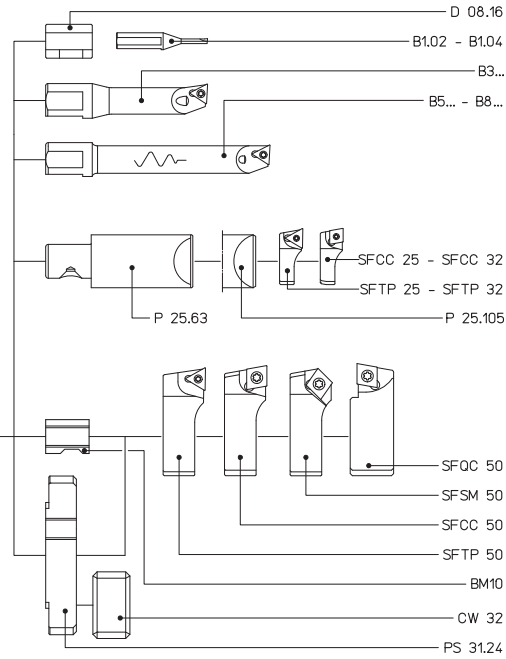 D 08.16
B1.02 - B1.04
B3...
B5... - B8...
SFCC 25 - SFCC 32
SFTP 25 - SFTP 32
P 25.63
P 25.105
SFQC 50
SFSM 50
SFCC 50
SFTP 50
BM10
CW 32
PS 31.24